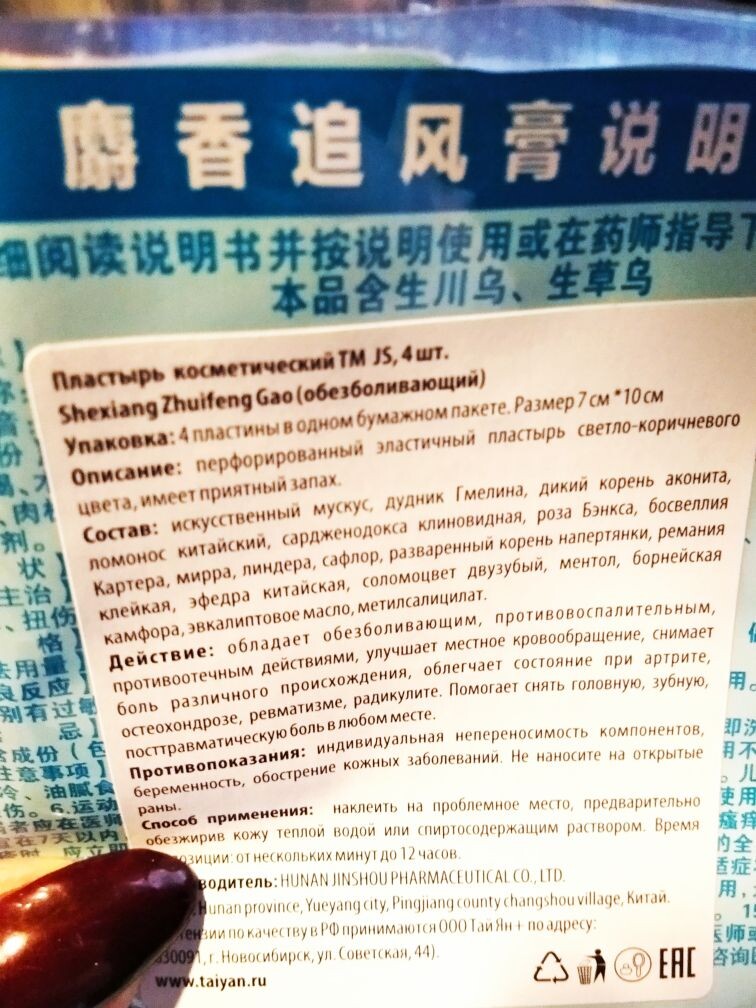 麝香追风膏说明
细阅读说明书并按说明使用或在药师指导下
本品含生川乌、生草乌
Пластырь косметический ТМ JS, 4 шт.
Shexiang Zhuifeng Gao (обезболивающий)
Упаковка: 4 пластины в одном бумажном пакете. Размер 7 см *10 см
Описание: перфорированный эластичный пластырь светло-коричневого
цвета, имеет приятный запах.
Состав: искусственный мускус, дудник Гмелина, дикий корень аконита,
ломонос китайский, сардженодокса клиновидная, роза Бэнкса, босвеллия
Картера, мирра, линдера, сафлор, разваренный корень напертянки, ремания
клейкая, эфедра китайская, соломоцвет двузубый, ментол, борнейская
камфора, эвкалиптовое масло, метилсалицилат.
Действие: обладает обезболивающим, противовоспалительным,
противоотечным действиями, улучшает местное кровообращение, снимает
боль различного происхождения, облегчает состояние при артрите,
остеохондрозе, ревматизме, радикулите. Помогает снять головную, зубную,
посттравматическую боль в любом месте.
Противопоказания: индивидуальная непереносимость компонентов,
беременность, обострение кожных заболеваний. Не наносите на открытые
раны.
Способ применения: наклеить на проблемное место, предварительно
обезжирив кожу теплой водой или спиртосодержащим раствором. Время
позиции: от нескольких минут до 12 часов.
водитель: HUNAN JINSHOU PHARMACEUTICAL CO., LTD.
Hunan province, Yueyang city, Pingjiang county changshou village, Китай.
тензии по качеству в РФ принимаются ООО Тай Ян + по адресу:
630091, г. Новосибирск, ул. Советская, 44).
www.taiyan.ru
EAC